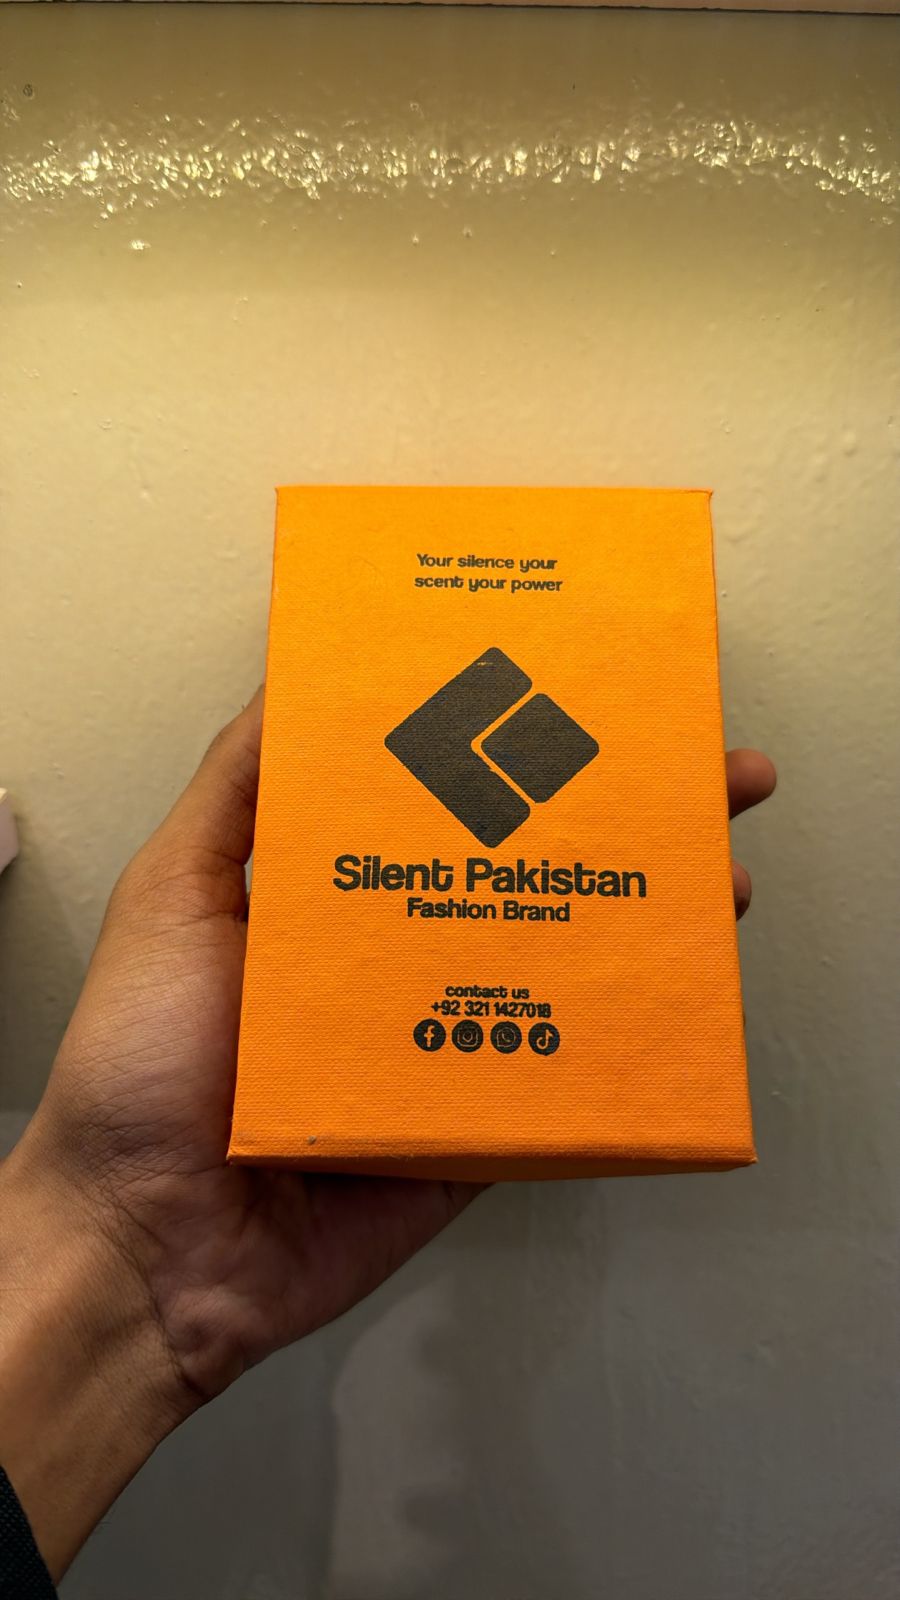 Your silence your
scent your power
Silent Pakistan
Fashion Brand
contact us
+92 321 1427018